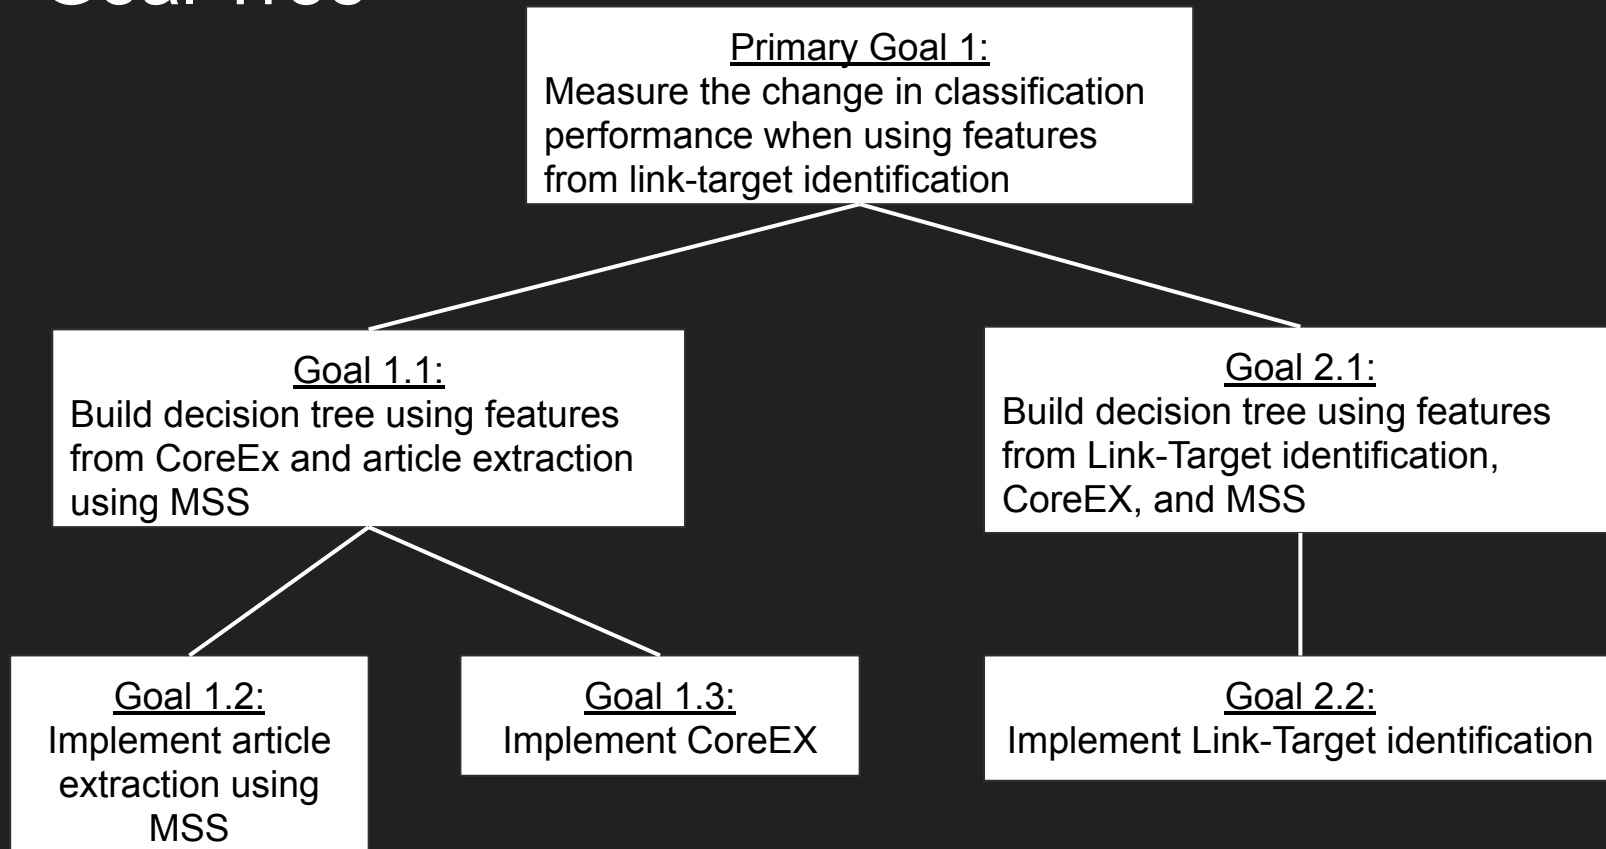 Goal Tree
Primary Goal 1:
Measure the change in classification
performance when using features
from link-target identification
Goal 1.1:
Build decision tree using features
from CoreEx and article extraction
using MSS
Goal 2.1:
Build decision tree using features
from Link-Target identification,
CoreEX, and MSS
Goal 1.2:
Implement article
extraction using
MSS
Goal 1.3:
Implement CoreEX
Goal 2.2:
Implement Link-Target identification